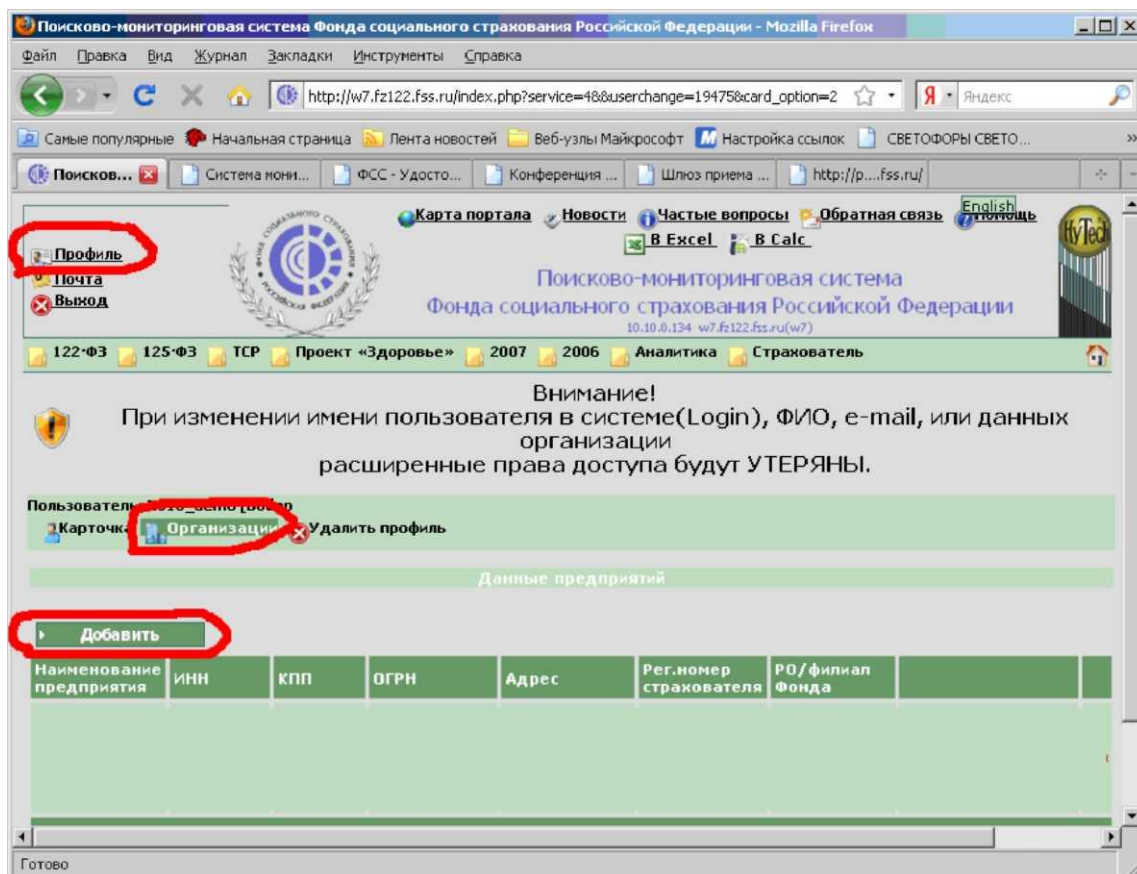 Поисково-мониторинговая система Фонда социального страхования Российской Федерации - Mozilla Firefox
Файл Правка Вид Журнал Закладки Инструменты Справка
http://w7.fz122.fss.ru/index.php?service=48&userchange=19475&card_option=2 Я Яндекс
Самые популярные Начальная страница Лента новостей Веб-узлы Майкрософт Настройка ссылок СВЕТОФОРЫ СВЕТО...
Поисков... Система мони... ФСС - Удосто... Конференция ... Шлюз приема ... http://p....fss.ru/
English
Карта портала Новости Частые вопросы Обратная связь Помощь
В Excel В Calc
HyTech
Профиль
Почта
Выход
Поисково-мониторинговая система
Фонда социального страхования Российской Федерации
10.10.0.134 w7.fz122.fss.ru(w7)
122-ФЗ 125-ФЗ ТСР Проект «Здоровье» 2007 2006 Аналитика Страхователь
Внимание!
При изменении имени пользователя в системе(Login), ФИО, e-mail, или данных
организации
расширенные права доступа будут УТЕРЯНЫ.
Пользователь
Карточка Организации Удалить профиль
Данные предприятий
Добавить
Наименование предприятия ИНН КПП ОГРН Адрес Рег.номер страхователя РО/филиал Фонда
Готово